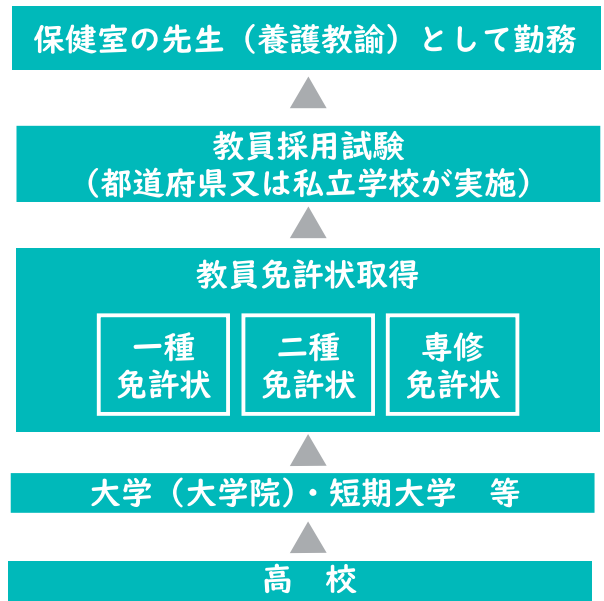 保健室の先生（養護教諭）として勤務
教員採用試験
（都道府県又は私立学校が実施）
教員免許状取得
一種
免許状
二種
免許状
専修
免許状
大学（大学院）・短期大学　等
高　校